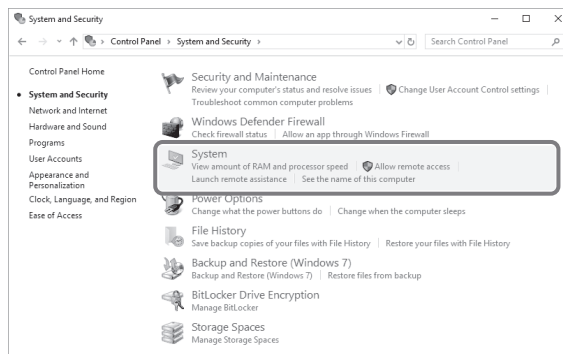 System and Security
Control Panel > System and Security >
Search Control Panel
Control Panel Home
System and Security
Network and Internet
Hardware and Sound
Programs
User Accounts
Appearance and
Personalization
Clock, Language, and Region
Ease of Access
Security and Maintenance
Review your computer's status and resolve issues | Change User Account Control settings |
Troubleshoot common computer problems
Windows Defender Firewall
Check firewall status | Allow an app through Windows Firewall
System
View amount of RAM and processor speed | Allow remote access |
Launch remote assistance | See the name of this computer
Power Options
Change what the power buttons do | Change when the computer sleeps
File History
Save backup copies of your files with File History | Restore your files with File History
Backup and Restore (Windows 7)
Backup and Restore (Windows 7) | Restore files from backup
BitLocker Drive Encryption
Manage BitLocker
Storage Spaces
Manage Storage Spaces